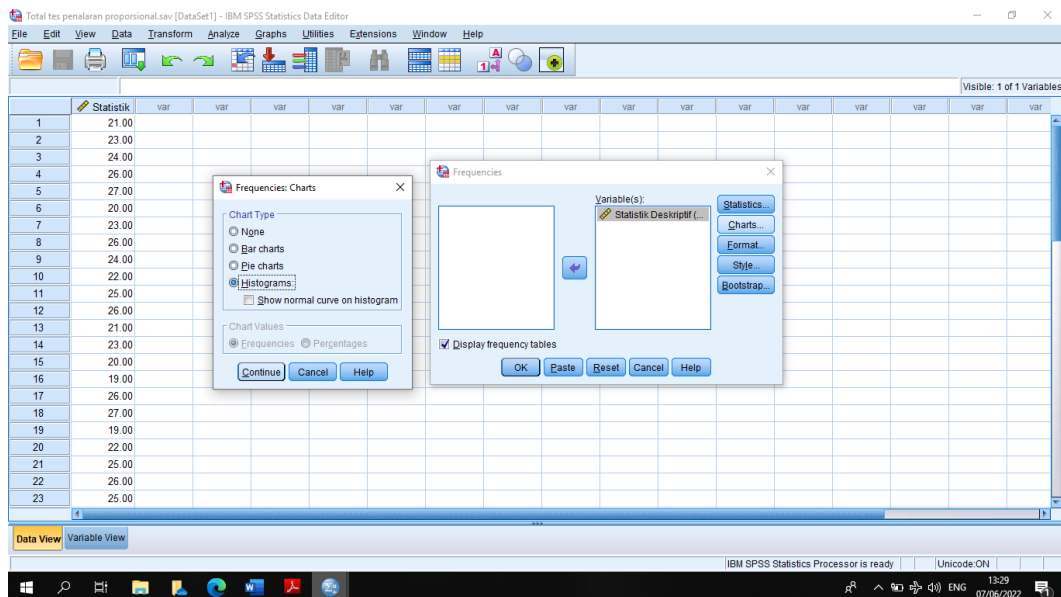 Total tes penalaran proporsional.sav [DataSet1] - IBM SPSS Statistics Data Editor
File Edit View Data Transform Analyze Graphs Utilities Extensions Window Help
Visible: 1 of 1 Variables
Statistik var var var var var var var var var var var var var var var var
1 21.00
2 23.00
3 24.00
4 26.00
5 27.00
6 20.00
7 23.00
8 26.00
9 24.00
10 22.00
11 25.00
12 26.00
13 21.00
14 23.00
15 20.00
16 19.00
17 26.00
18 27.00
19 19.00
20 22.00
21 25.00
22 26.00
23 25.00
Frequencies: Charts
Chart Type
None
Bar charts
Pie charts
Histograms:
Show normal curve on histogram
Chart Values
Frequencies Percentages
Continue Cancel Help
Frequencies
Variable(s):
Statistik Deskriptif (...
Statistics...
Charts...
Format...
Style...
Bootstrap...
Display frequency tables
OK Paste Reset Cancel Help
Data View Variable View
IBM SPSS Statistics Processor is ready Unicode:ON
ENG 13:29
07/06/2022